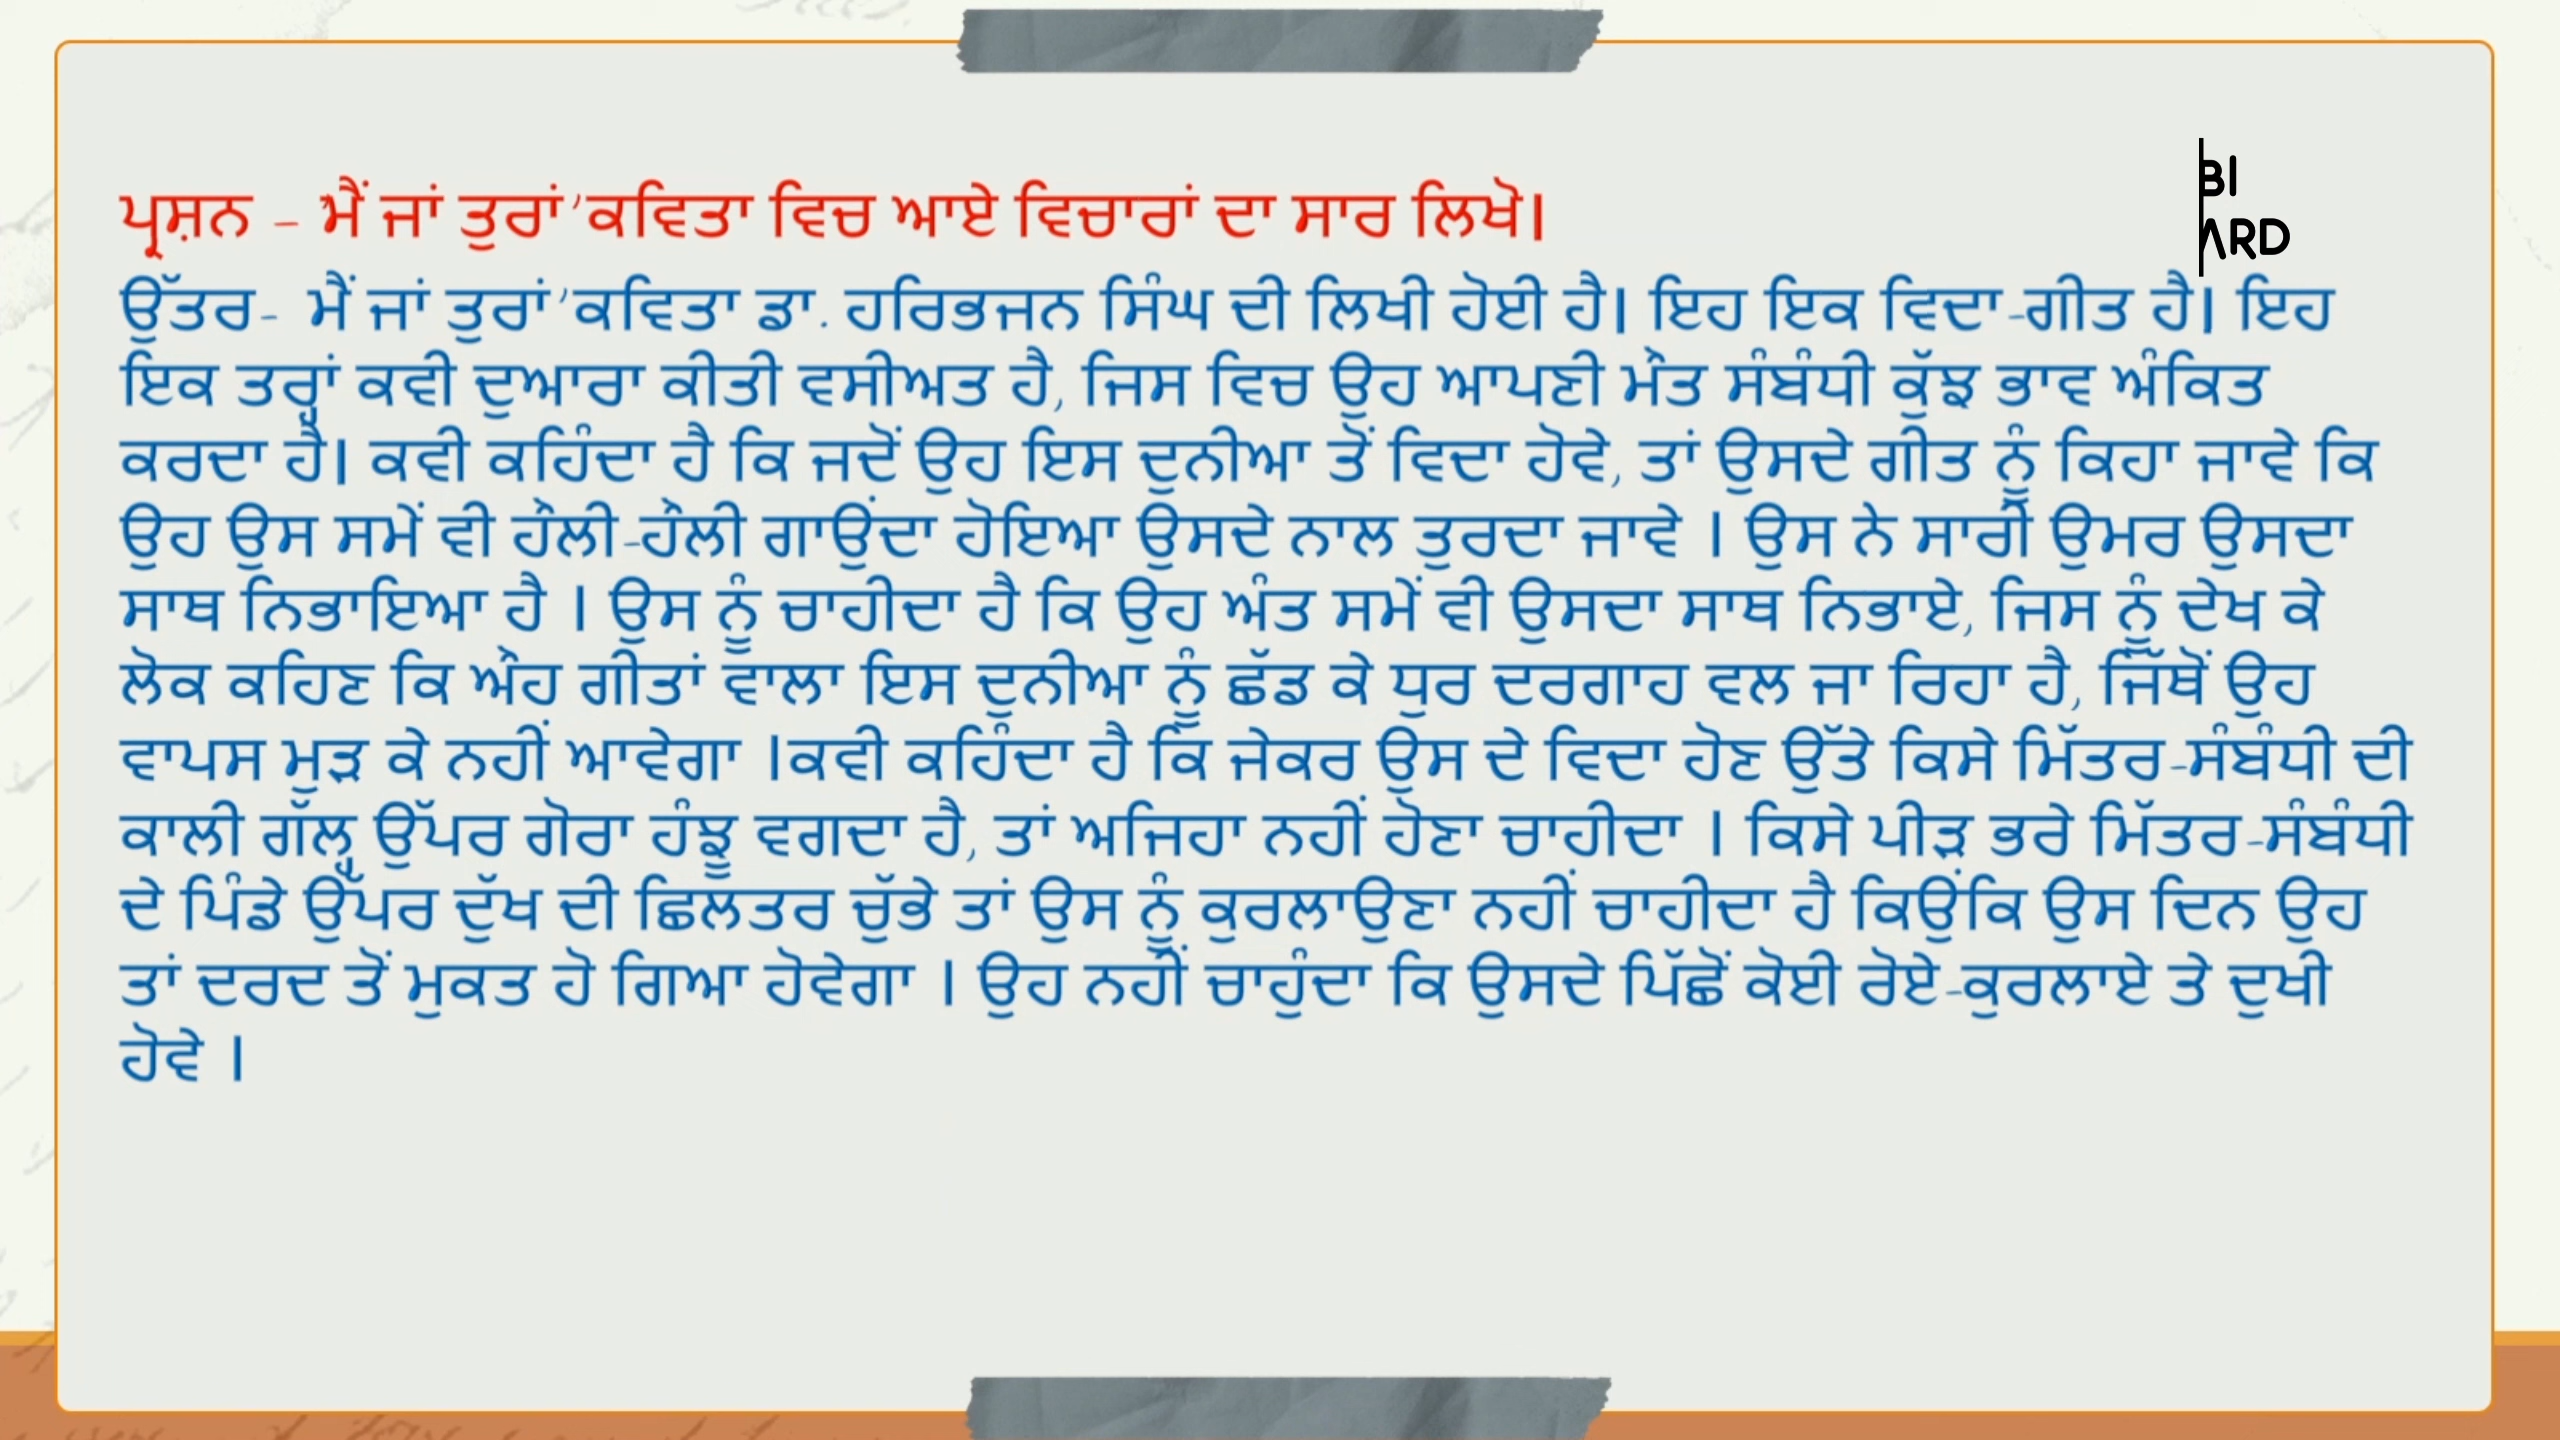 ਪ੍ਰਸ਼ਨ - 'ਮੈਂ ਜਾਂ ਤੁਰਾਂ' ਕਵਿਤਾ ਵਿਚ ਆਏ ਵਿਚਾਰਾਂ ਦਾ ਸਾਰ ਲਿਖੋ।
BI
ARD
ਉੱਤਰ- ਮੈਂ ਜਾਂ ਤੁਰਾਂ' ਕਵਿਤਾ ਡਾ. ਹਰਿਭਜਨ ਸਿੰਘ ਦੀ ਲਿਖੀ ਹੋਈ ਹੈ। ਇਹ ਇਕ ਵਿਦਾ-ਗੀਤ ਹੈ। ਇਹ
ਇਕ ਤਰ੍ਹਾਂ ਕਵੀ ਦੁਆਰਾ ਕੀਤੀ ਵਸੀਅਤ ਹੈ, ਜਿਸ ਵਿਚ ਉਹ ਆਪਣੀ ਮੌਤ ਸੰਬੰਧੀ ਕੁੱਝ ਭਾਵ ਅੰਕਿਤ
ਕਰਦਾ ਹੈ। ਕਵੀ ਕਹਿੰਦਾ ਹੈ ਕਿ ਜਦੋਂ ਉਹ ਇਸ ਦੁਨੀਆ ਤੋਂ ਵਿਦਾ ਹੋਵੇ, ਤਾਂ ਉਸਦੇ ਗੀਤ ਨੂੰ ਕਿਹਾ ਜਾਵੇ ਕਿ
ਉਹ ਉਸ ਸਮੇਂ ਵੀ ਹੌਲੀ-ਹੌਲੀ ਗਾਉਂਦਾ ਹੋਇਆ ਉਸਦੇ ਨਾਲ ਤੁਰਦਾ ਜਾਵੇ । ਉਸ ਨੇ ਸਾਰੀ ਉਮਰ ਉਸਦਾ
ਸਾਥ ਨਿਭਾਇਆ ਹੈ । ਉਸ ਨੂੰ ਚਾਹੀਦਾ ਹੈ ਕਿ ਉਹ ਅੰਤ ਸਮੇਂ ਵੀ ਉਸਦਾ ਸਾਥ ਨਿਭਾਏ, ਜਿਸ ਨੂੰ ਦੇਖ ਕੇ
ਲੋਕ ਕਹਿਣ ਕਿ ਔਹ ਗੀਤਾਂ ਵਾਲਾ ਇਸ ਦੁਨੀਆ ਨੂੰ ਛੱਡ ਕੇ ਧੁਰ ਦਰਗਾਹ ਵਲ ਜਾ ਰਿਹਾ ਹੈ, ਜਿੱਥੋਂ ਉਹ
ਵਾਪਸ ਮੁੜ ਕੇ ਨਹੀਂ ਆਵੇਗਾ ।ਕਵੀ ਕਹਿੰਦਾ ਹੈ ਕਿ ਜੇਕਰ ਉਸ ਦੇ ਵਿਦਾ ਹੋਣ ਉੱਤੇ ਕਿਸੇ ਮਿੱਤਰ-ਸੰਬੰਧੀ ਦੀ
ਕਾਲੀ ਗੱਲ੍ਹ ਉੱਪਰ ਗੋਰਾ ਹੰਝੂ ਵਗਦਾ ਹੈ, ਤਾਂ ਅਜਿਹਾ ਨਹੀਂ ਹੋਣਾ ਚਾਹੀਦਾ । ਕਿਸੇ ਪੀੜ ਭਰੇ ਮਿੱਤਰ-ਸੰਬੰਧੀ
ਦੇ ਪਿੰਡੇ ਉੱਪਰ ਦੁੱਖ ਦੀ ਛਿਲਤਰ ਚੁੱਭੇ ਤਾਂ ਉਸ ਨੂੰ ਕੁਰਲਾਉਣਾ ਨਹੀਂ ਚਾਹੀਦਾ ਹੈ ਕਿਉਂਕਿ ਉਸ ਦਿਨ ਉਹ
ਤਾਂ ਦਰਦ ਤੋਂ ਮੁਕਤ ਹੋ ਗਿਆ ਹੋਵੇਗਾ । ਉਹ ਨਹੀਂ ਚਾਹੁੰਦਾ ਕਿ ਉਸਦੇ ਪਿੱਛੋਂ ਕੋਈ ਰੋਏ-ਕੁਰਲਾਏ ਤੇ ਦੁਖੀ
ਹੋਵੇ ।